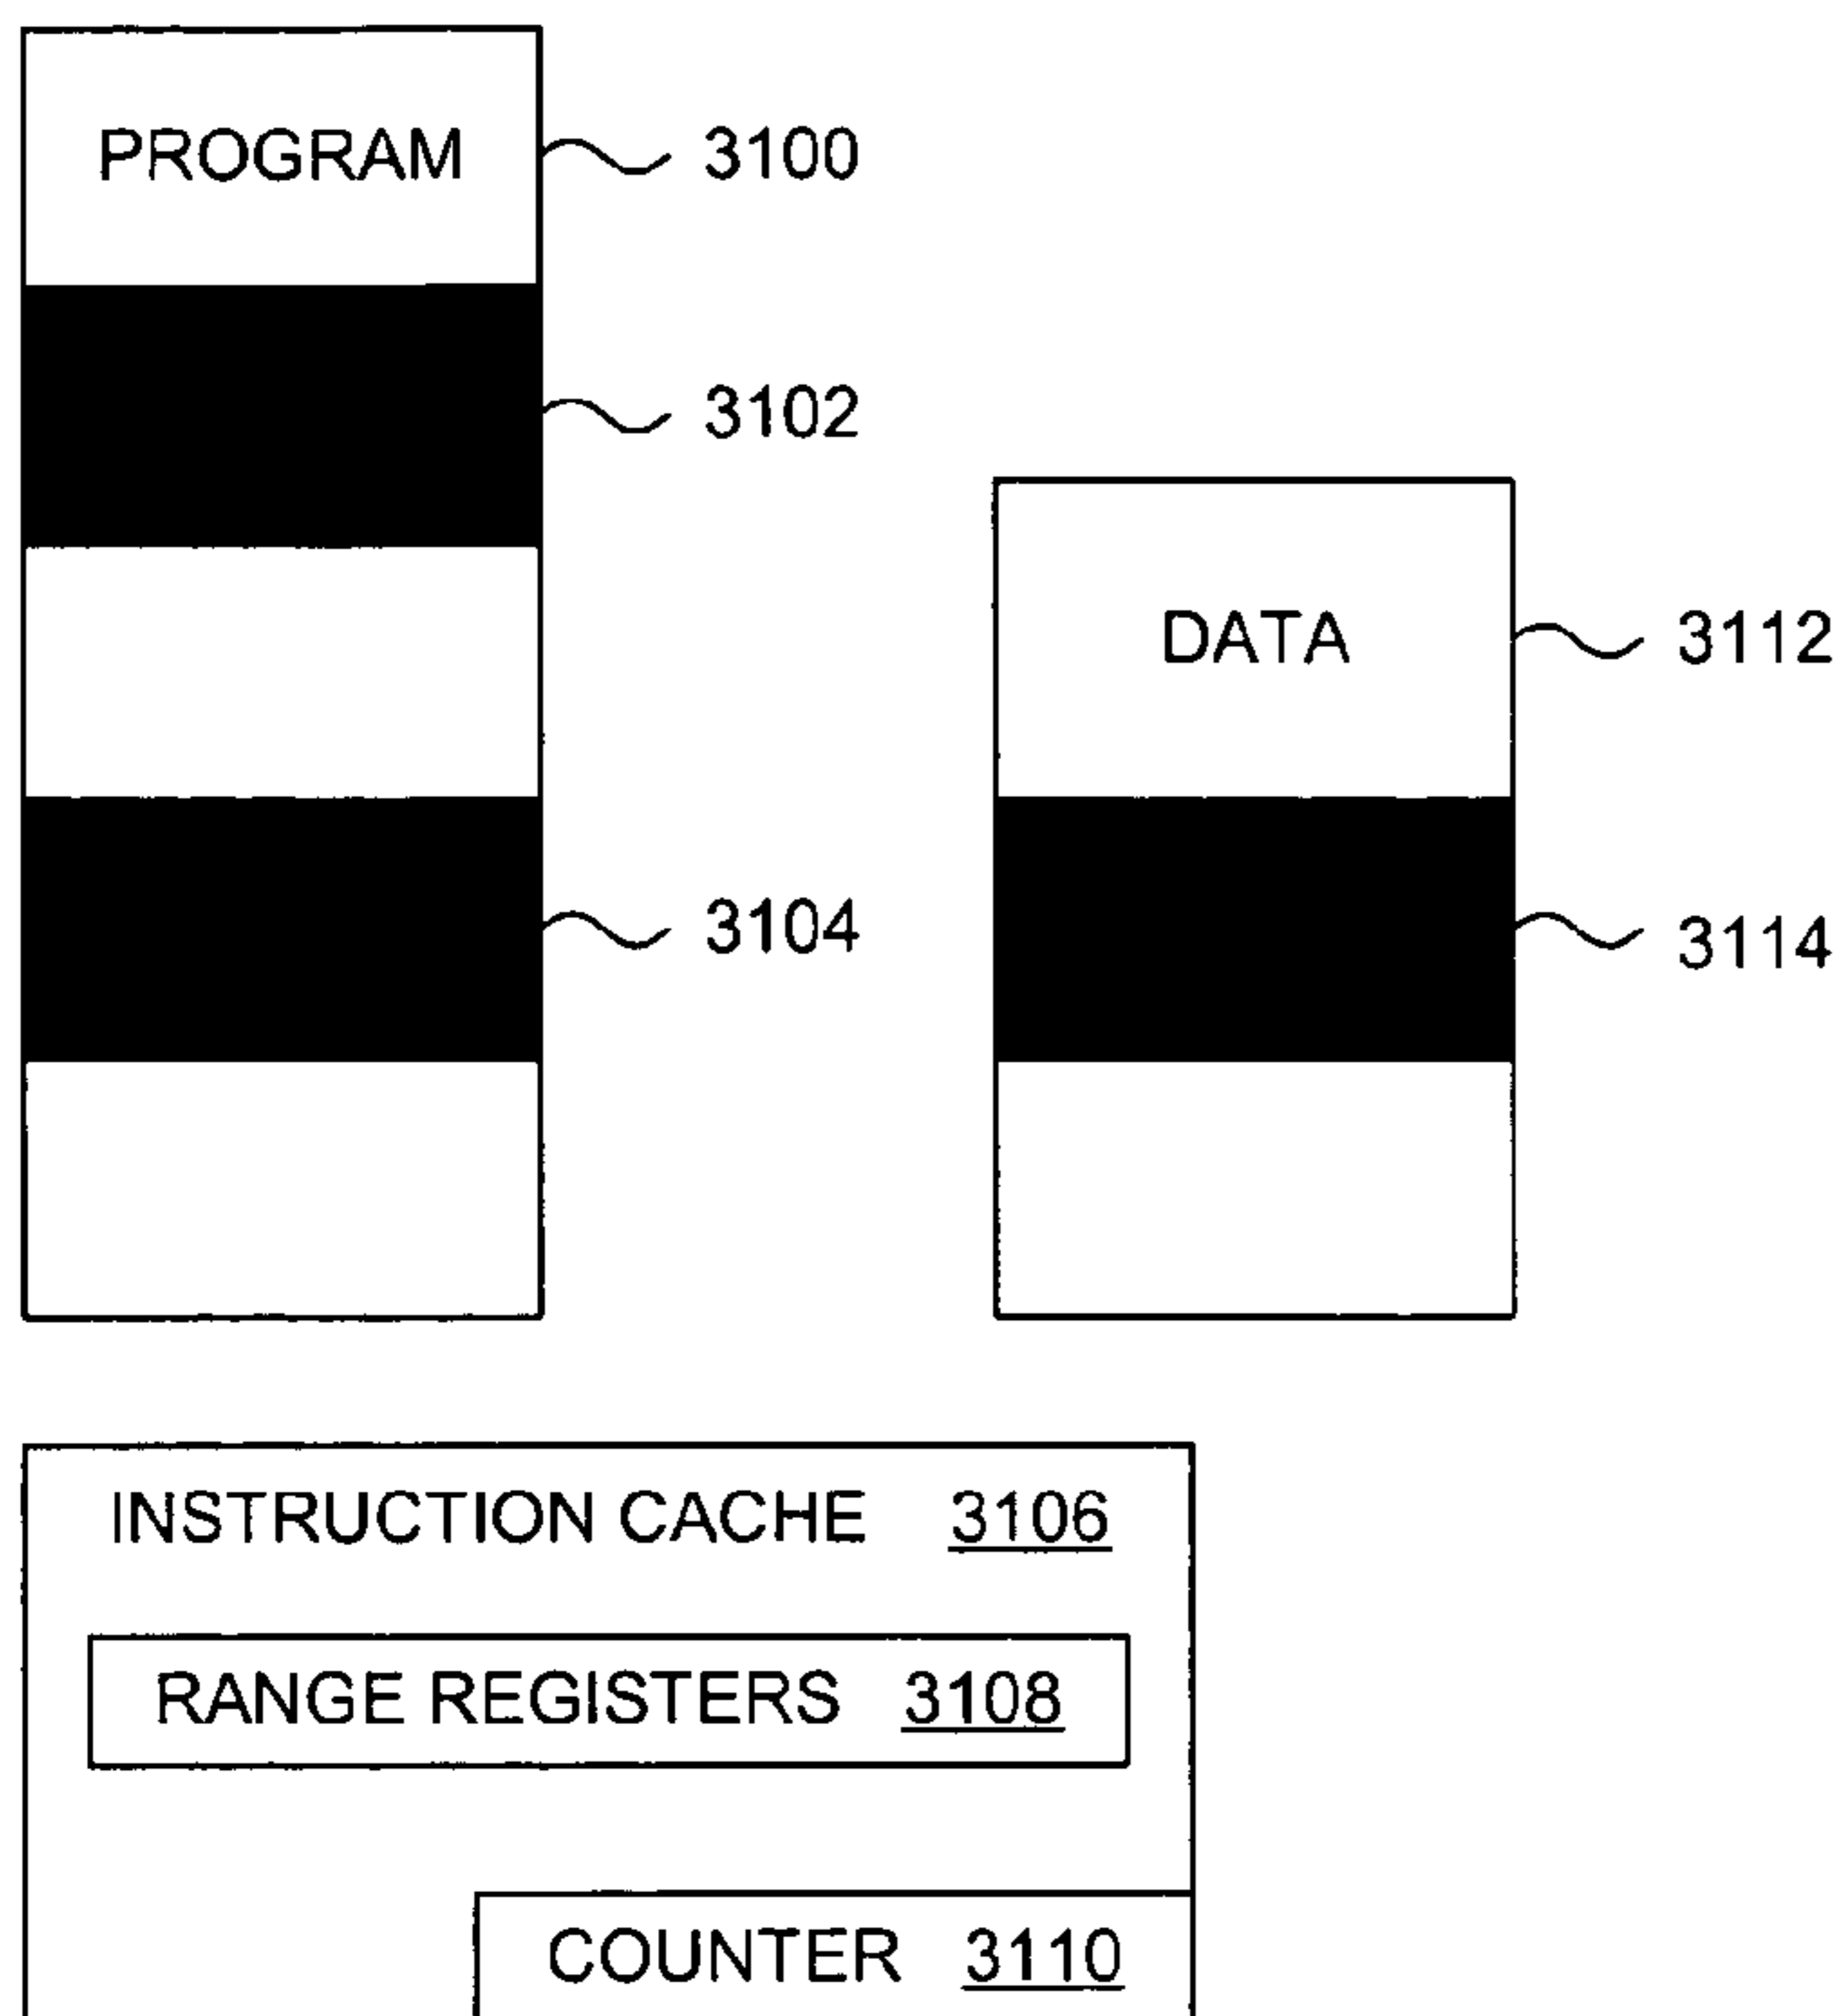 PROGRAM 3100
3102
DATA 3112
3104
3114
INSTRUCTION CACHE 3106
RANGE REGISTERS 3108
COUNTER 3110